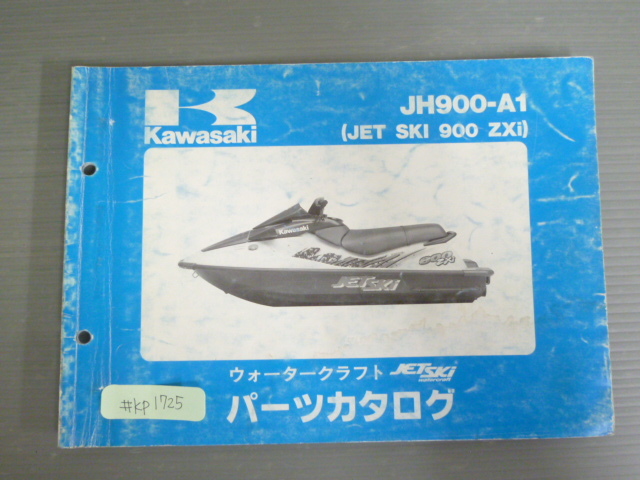 Kawasaki
JH900-A1
(JET SKI 900 ZXi)
Kawasaki
JET SKI
ウォータークラフト JET SKI
パーツカタログ
#KP1725